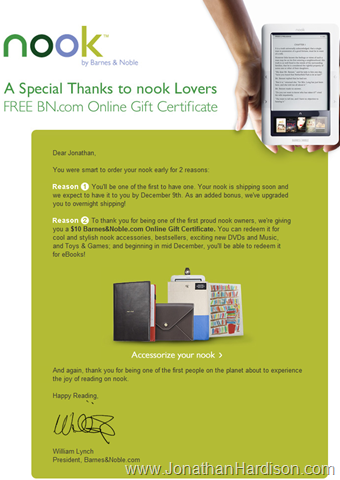 nook™
by Barnes & Noble
A Special Thanks to nook Lovers
FREE BN.com Online Gift Certificate
Dear Jonathan,
You were smart to order your nook early for 2 reasons:
Reason 1 You'll be one of the first to have one. Your nook is shipping soon and
we expect to have it to you by December 9th. As an added bonus, we've upgraded
you to overnight shipping!
Reason 2 To thank you for being one of the first proud nook owners, we're giving
you a $10 Barnes&Noble.com Online Gift Certificate. You can redeem it for
cool and stylish nook accessories, bestsellers, exciting new DVDs and Music,
and Toys & Games; and beginning in mid December, you'll be able to redeem it
for eBooks!
Accessorize your nook >
And again, thank you for being one of the first people on the planet about to experience
the joy of reading on nook.
Happy Reading,
William Lynch
President, Barnes&Noble.com
www.JonathanHardison.com